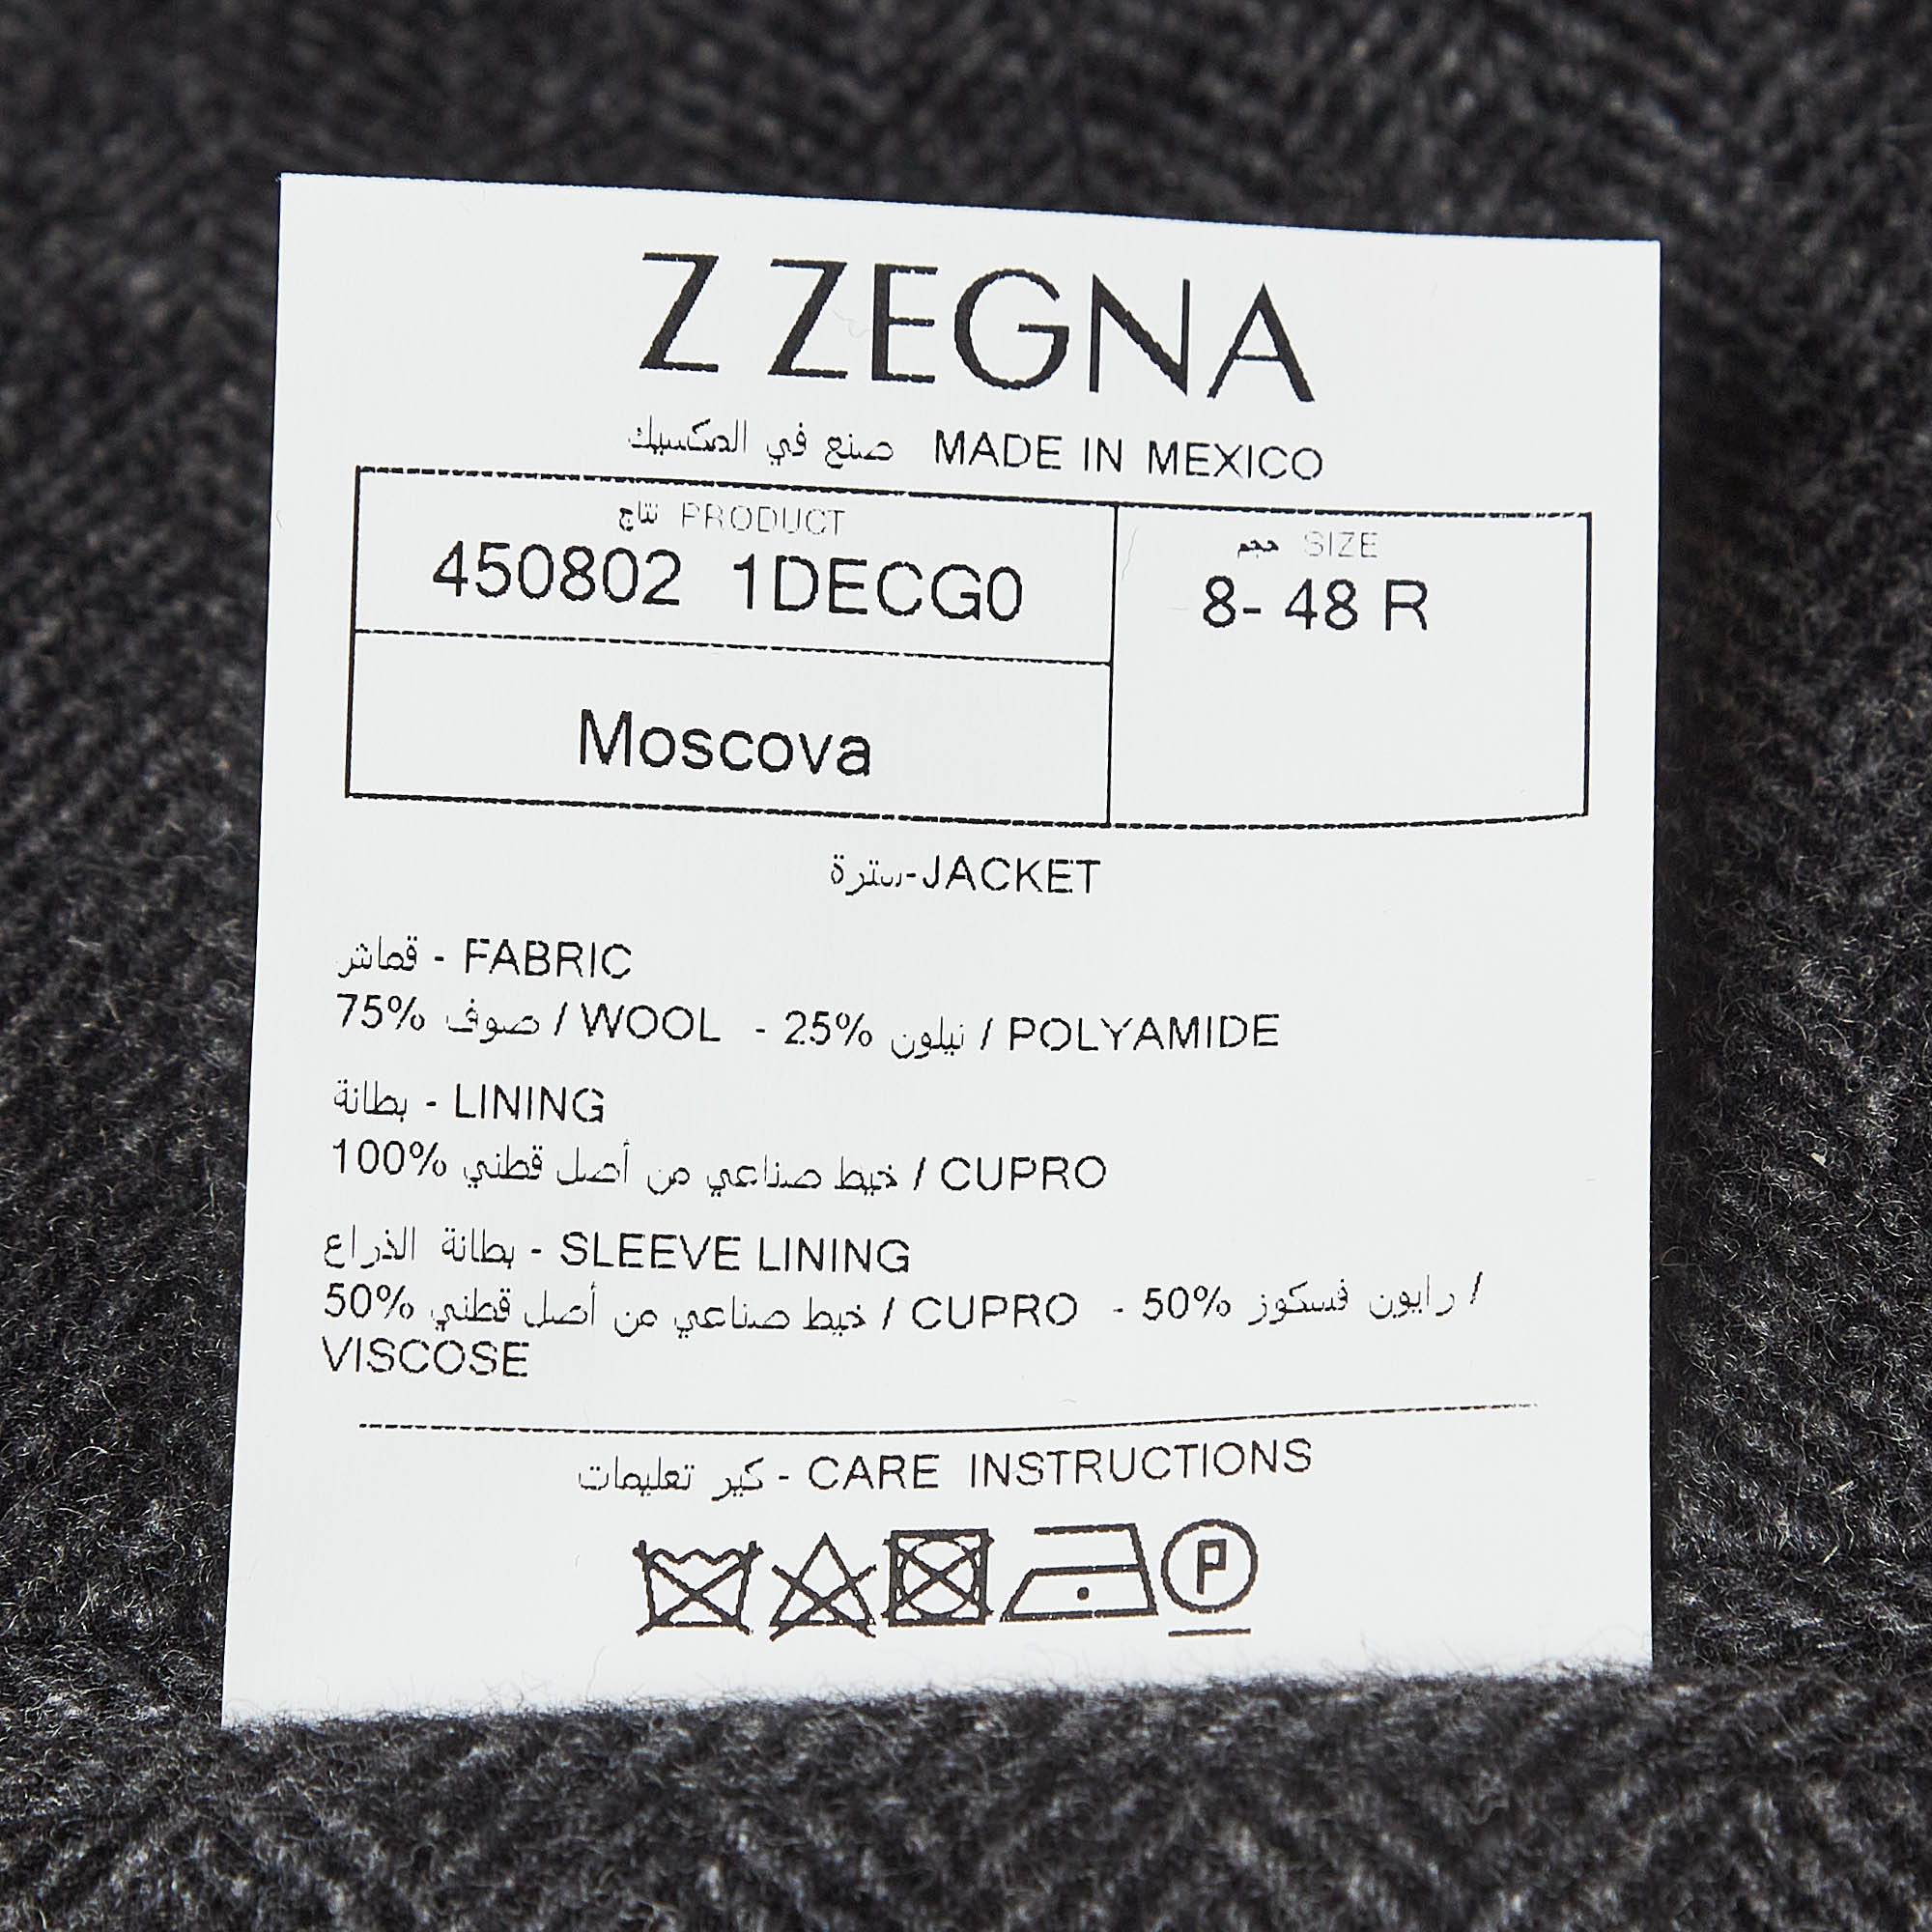 Z ZEGNA
صنع في المكسيك MADE IN MEXICO
نتاج PRODUCT
450802 1DECG0
حجم SIZE
8- 48 R
Moscova
سترة-JACKET
قماش - FABRIC
75% صوف / WOOL - 25% نيلون / POLYAMIDE
بطانة - LINING
100% خيط صناعي من أصل قطني / CUPRO
بطانة الذراع - SLEEVE LINING
50% خيط صناعي من أصل قطني / CUPRO - 50% رايون فسكوز /
VISCOSE
كير تعليمات - CARE INSTRUCTIONS
P